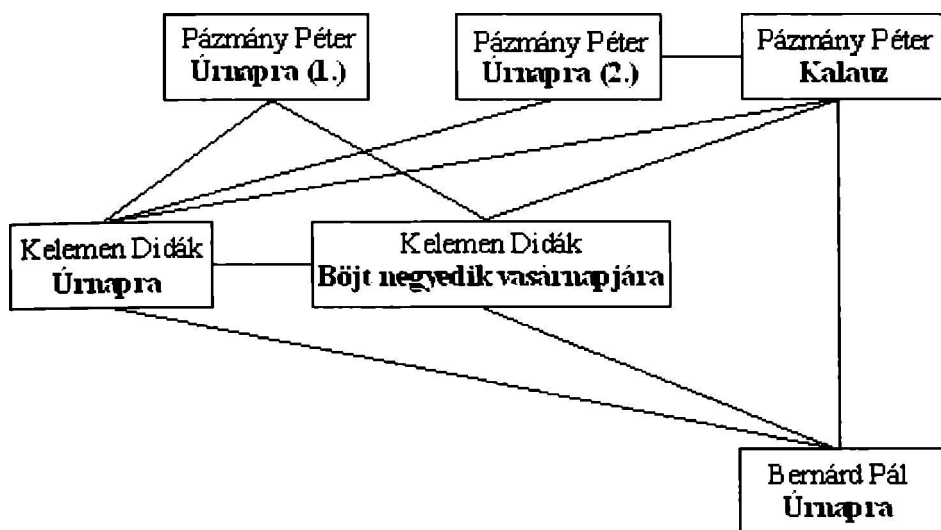 Pázmány Péter
Úrnapra (1.)
Pázmány Péter
Úrnapra (2.)
Pázmány Péter
Kalauz
Kelemen Didák
Úrnapra
Kelemen Didák
Böjt negyedik vasárnapjára
Bernárd Pál
Úrnapra